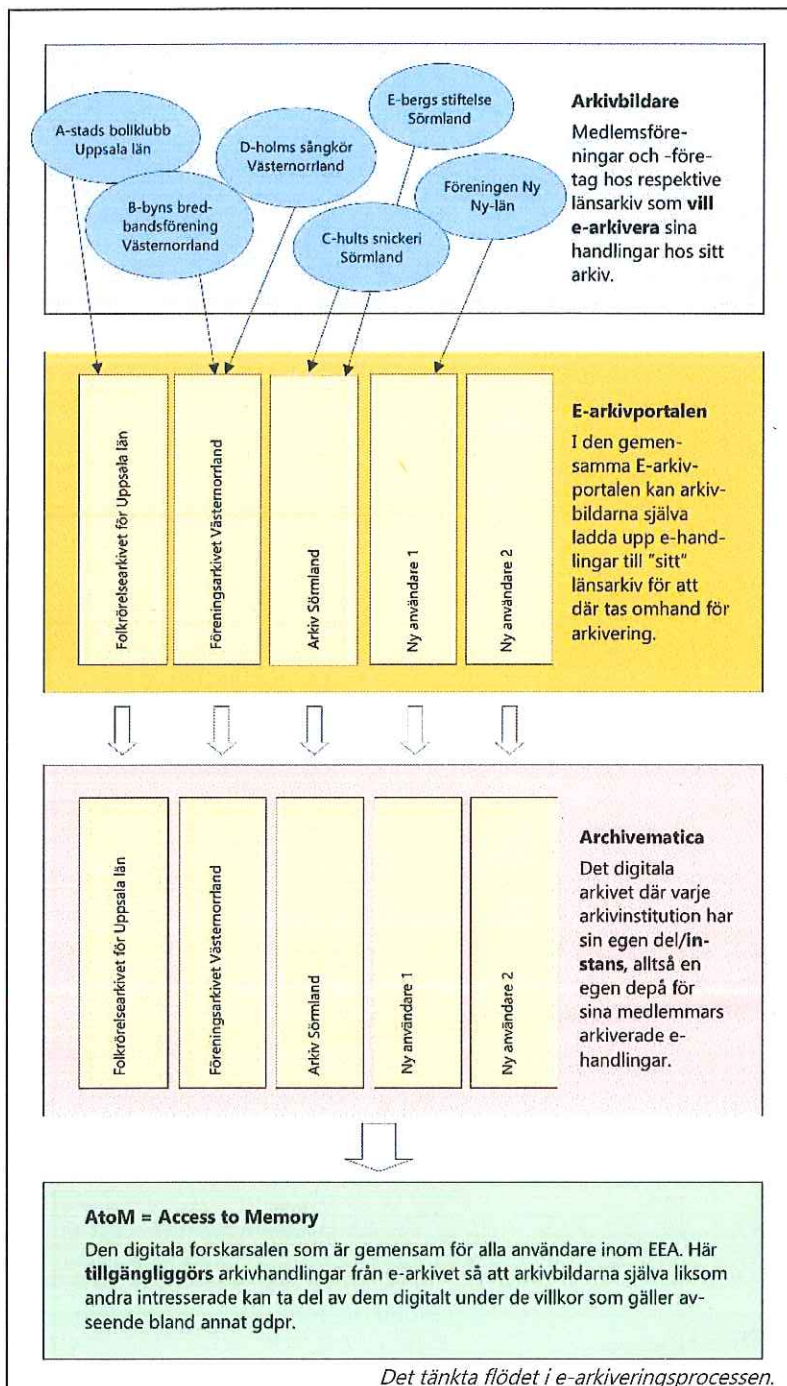 A-stads bollklubb
Uppsala län
B-byns bred-
bandsförening
Västernorrland
D-holms sångkör
Västernorrland
E-bergs stiftelse
Sörmland
C-hults snickeri
Sörmland
Föreningen Ny
Ny-län
Arkivbildare
Medlemsföre-
ningar och -före-
tag hos respektive
länsarkiv som vill
e-arkivera sina
handlingar hos sitt
arkiv.
Folkrörelsearkivet för Uppsala län
Föreningsarkivet Västernorrland
Arkiv Sörmland
Ny användare 1
Ny användare 2
E-arkivportalen
I den gemen-
samma E-arkiv-
portalen kan arkiv-
bildarna själva
ladda upp e-hand-
lingar till "sitt"
länsarkiv för att
där tas omhand för
arkivering.
Folkrörelsearkivet för Uppsala län
Föreningsarkivet Västernorrland
Arkiv Sörmland
Ny användare 1
Ny användare 2
Archivematica
Det digitala
arkivet där varje
arkivinstitution har
sin egen del/in-
stans, alltså en
egen depå för
sina medlemmars
arkiverade e-
handlingar.
AtoM = Access to Memory
Den digitala forskarsalen som är gemensam för alla användare inom EEA. Här
tillgängliggörs arkivhandlingar från e-arkivet så att arkivbildarna själva liksom
andra intresserade kan ta del av dem digitalt under de villkor som gäller av-
seende bland annat gdpr.
Det tänkta flödet i e-arkiveringsprocessen.